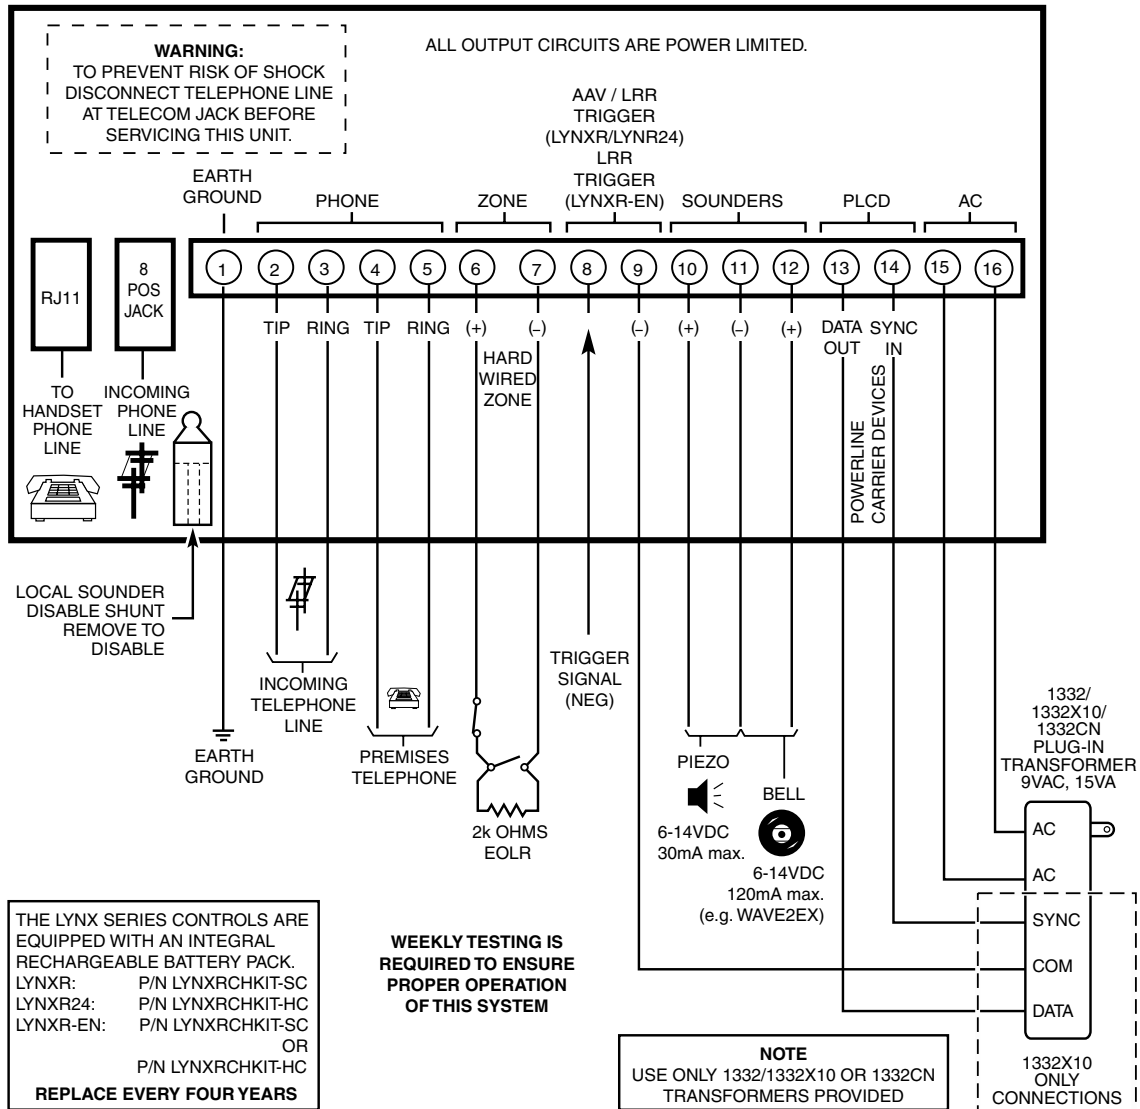 WARNING:
TO PREVENT RISK OF SHOCK
DISCONNECT TELEPHONE LINE
AT TELECOM JACK BEFORE
SERVICING THIS UNIT.
ALL OUTPUT CIRCUITS ARE POWER LIMITED.
AAV / LRR
TRIGGER
(LYNXR/LYNR24)
LRR
TRIGGER
(LYNXR-EN)
EARTH
GROUND
PHONE
ZONE
SOUNDERS
PLCD
AC
RJ11
8
POS
JACK
1 2 3 4 5 6 7 8 9 10 11 12 13 14 15 16
TIP RING TIP RING (+) (–) (–) (+) (–) (+)
DATA
OUT
SYNC
IN
HARD
WIRED
ZONE
POWERLINE
CARRIER DEVICES
TO
HANDSET
PHONE
LINE
INCOMING
PHONE
LINE
LOCAL SOUNDER
DISABLE SHUNT
REMOVE TO
DISABLE
EARTH
GROUND
INCOMING
TELEPHONE
LINE
PREMISES
TELEPHONE
2k OHMS
EOLR
TRIGGER
SIGNAL
(NEG)
PIEZO
6-14VDC
30mA max.
BELL
6-14VDC
120mA max.
(e.g. WAVE2EX)
1332/
1332X10/
1332CN
PLUG-IN
TRANSFORMER
9VAC, 15VA
AC
AC
SYNC
COM
DATA
1332X10
ONLY
CONNECTIONS
THE LYNX SERIES CONTROLS ARE
EQUIPPED WITH AN INTEGRAL
RECHARGEABLE BATTERY PACK.
LYNXR: P/N LYNXRCHKIT-SC
LYNXR24: P/N LYNXRCHKIT-HC
LYNXR-EN: P/N LYNXRCHKIT-SC
OR
P/N LYNXRCHKIT-HC
REPLACE EVERY FOUR YEARS
WEEKLY TESTING IS
REQUIRED TO ENSURE
PROPER OPERATION
OF THIS SYSTEM
NOTE
USE ONLY 1332/1332X10 OR 1332CN
TRANSFORMERS PROVIDED